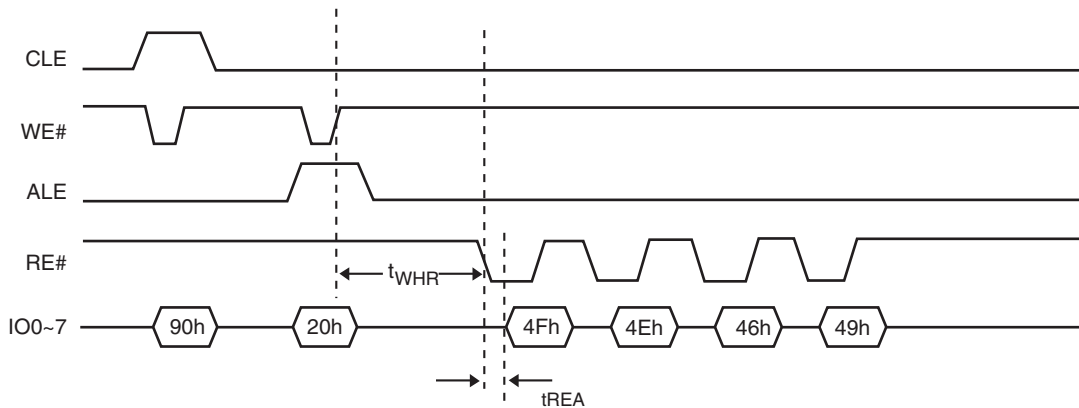 CLE
WE#
ALE
RE#
tWHR
IO0~7 90h 20h 4Fh 4Eh 46h 49h
tREA